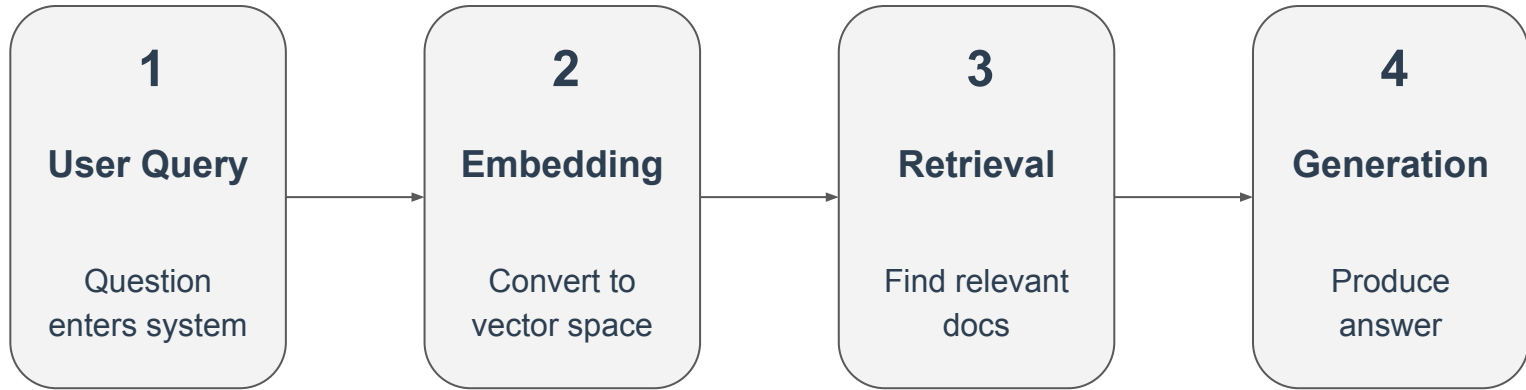 1
User Query
Question
enters system
2
Embedding
Convert to
vector space
3
Retrieval
Find relevant
docs
4
Generation
Produce
answer